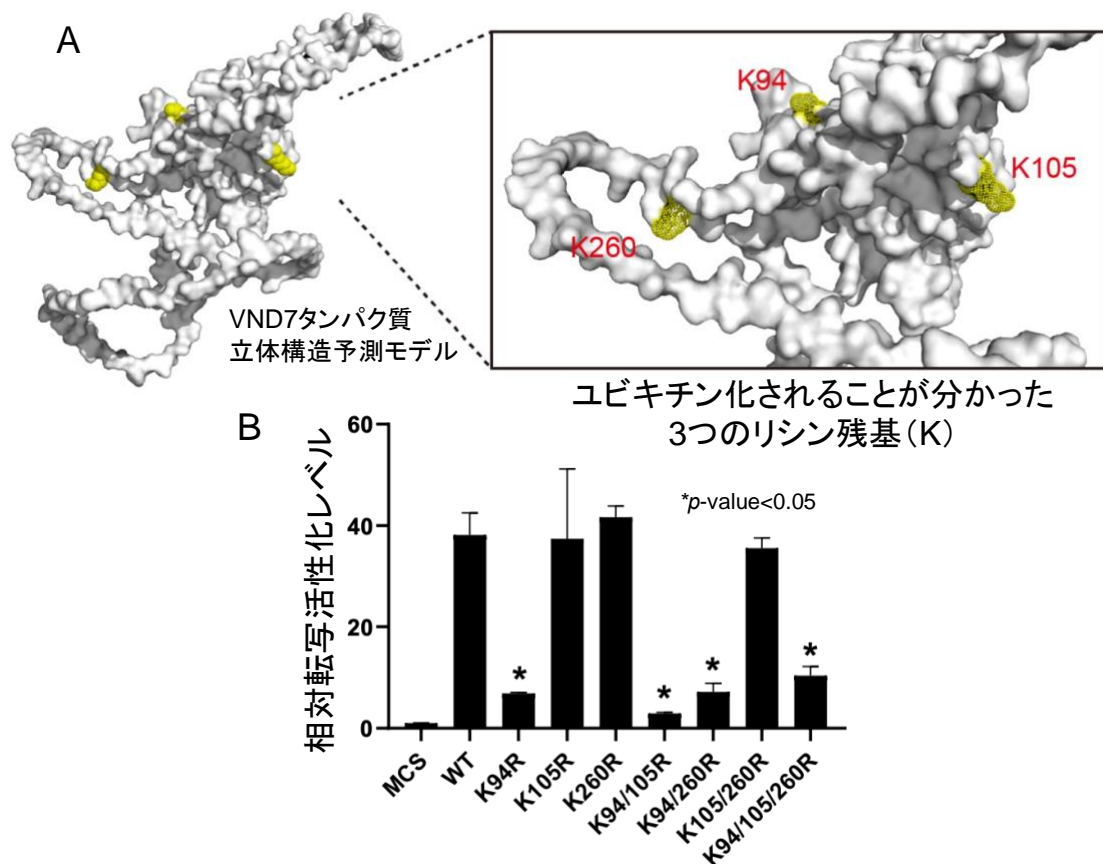 A
K94
K105
K260
VND7タンパク質
立体構造予測モデル
ユビキチン化されることが分かった
3つのリシン残基(K)
B
*p-value<0.05
相対転写活性化レベル
60
40
20
0
*
*
*
*
MCS
WT
K94R
K105R
K260R
K94/105R
K94/260R
K105/260R
K94/105/260R